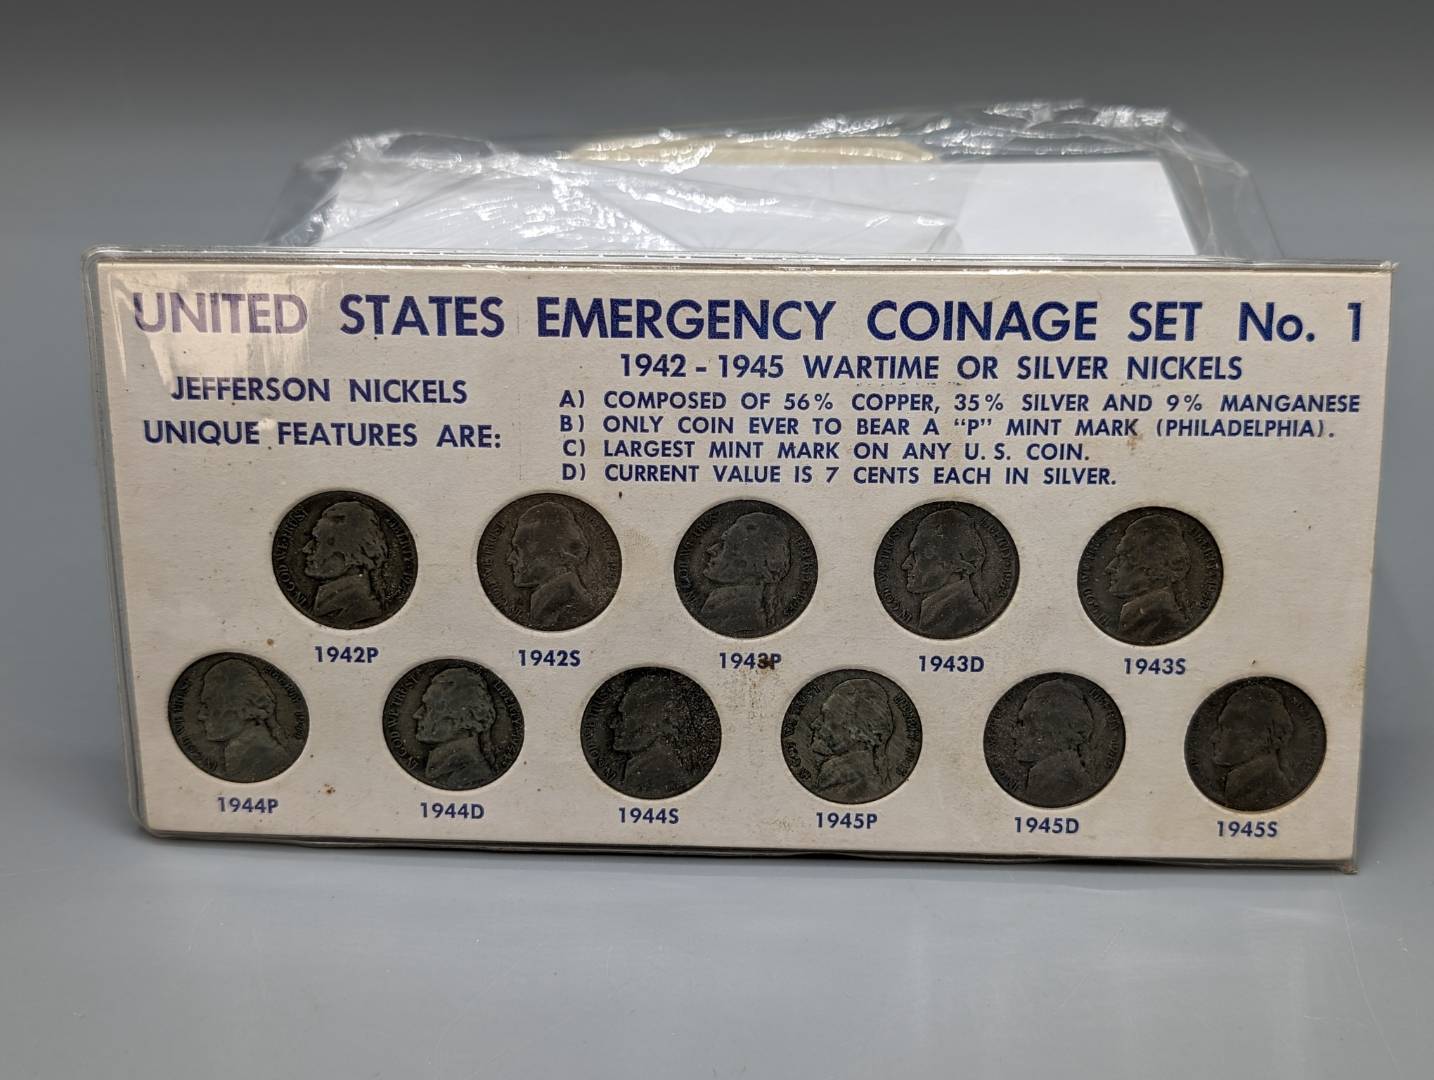 UNITED STATES EMERGENCY COINAGE SET No. 1
1942 - 1945 WARTIME OR SILVER NICKELS
JEFFERSON NICKELS
UNIQUE FEATURES ARE:
A) COMPOSED OF 56% COPPER, 35% SILVER AND 9% MANGANESE
B) ONLY COIN EVER TO BEAR A "P" MINT MARK (PHILADELPHIA).
C) LARGEST MINT MARK ON ANY U. S. COIN.
D) CURRENT VALUE IS 7 CENTS EACH IN SILVER.
1942P 1942S 1943P 1943D 1943S
1944P 1944D 1944S 1945P 1945D 1945S